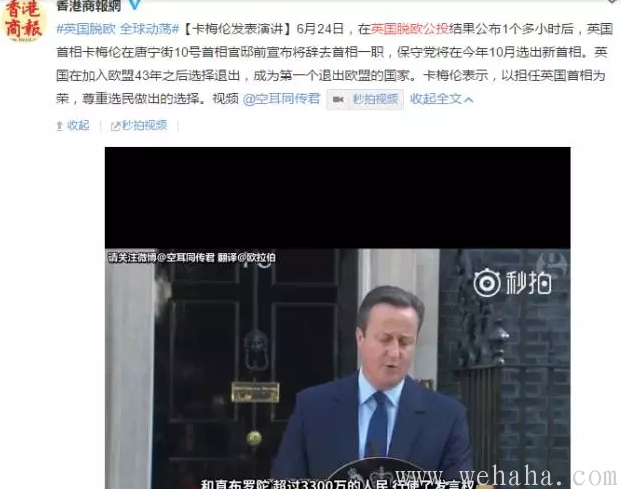 香港商報
香港商報網
#英国脱欧 全球动荡#【卡梅伦发表演讲】6月24日，在英国脱欧公投结果公布1个多小时后，英国
首相卡梅伦在唐宁街10号首相官邸前宣布将辞去首相一职，保守党将在今年10月选出新首相。英
国在加入欧盟43年之后选择退出，成为第一个退出欧盟的国家。卡梅伦表示，以担任英国首相为
荣，尊重选民做出的选择。视频 @空耳同传君 秒拍视频 收起全文
收起 秒拍视频
请关注微博@空耳同传君 翻译@欧拉伯
秒拍
和直布罗陀 超过3300万的人民 行使了发言权
www.wehaha.com